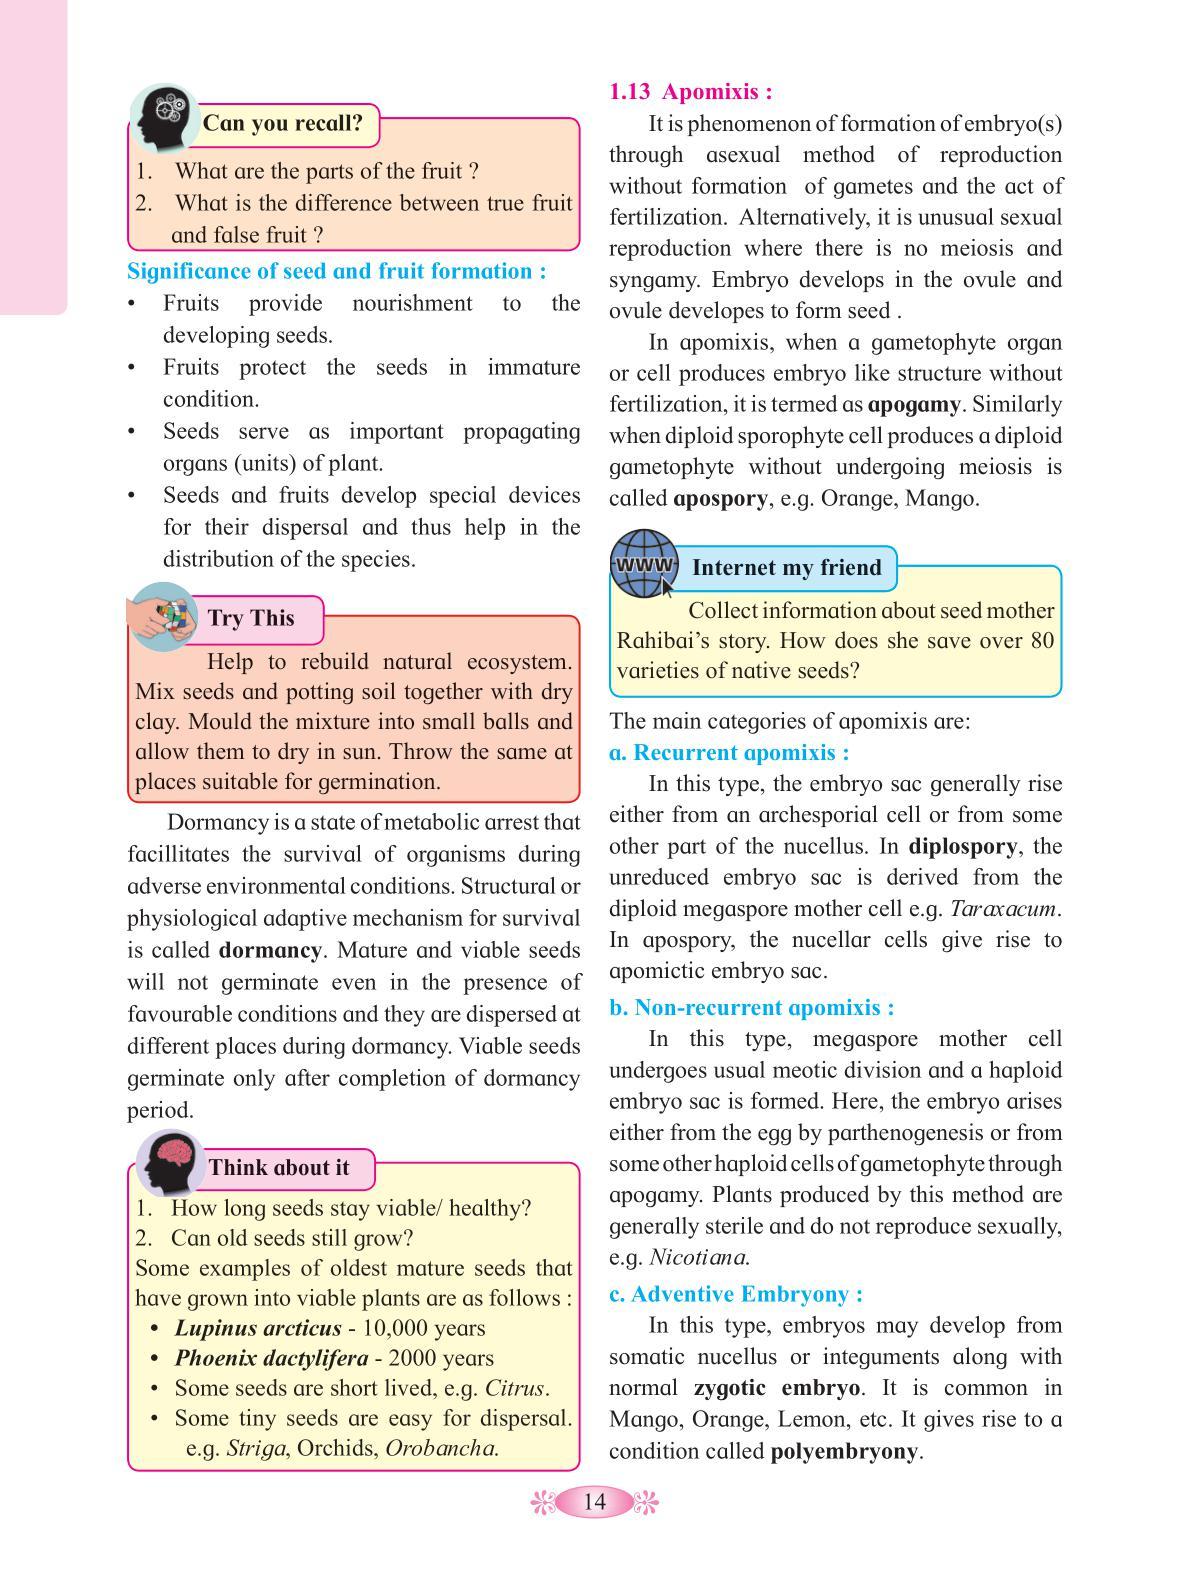 Can you recall?
1. What are the parts of the fruit ?
2. What is the difference between true fruit
and false fruit ?
Significance of seed and fruit formation :
• Fruits provide nourishment to the
developing seeds.
• Fruits protect the seeds in immature
condition.
• Seeds serve as important propagating
organs (units) of plant.
• Seeds and fruits develop special devices
for their dispersal and thus help in the
distribution of the species.
Try This
Help to rebuild natural ecosystem.
Mix seeds and potting soil together with dry
clay. Mould the mixture into small balls and
allow them to dry in sun. Throw the same at
places suitable for germination.
Dormancy is a state of metabolic arrest that
facillitates the survival of organisms during
adverse environmental conditions. Structural or
physiological adaptive mechanism for survival
is called dormancy. Mature and viable seeds
will not germinate even in the presence of
favourable conditions and they are dispersed at
different places during dormancy. Viable seeds
germinate only after completion of dormancy
period.
Think about it
1. How long seeds stay viable/ healthy?
2. Can old seeds still grow?
Some examples of oldest mature seeds that
have grown into viable plants are as follows :
• Lupinus arcticus - 10,000 years
• Phoenix dactylifera - 2000 years
• Some seeds are short lived, e.g. Citrus.
• Some tiny seeds are easy for dispersal.
e.g. Striga, Orchids, Orobancha.
1.13 Apomixis :
It is phenomenon of formation of embryo(s)
through asexual method of reproduction
without formation of gametes and the act of
fertilization. Alternatively, it is unusual sexual
reproduction where there is no meiosis and
syngamy. Embryo develops in the ovule and
ovule developes to form seed .
In apomixis, when a gametophyte organ
or cell produces embryo like structure without
fertilization, it is termed as apogamy. Similarly
when diploid sporophyte cell produces a diploid
gametophyte without undergoing meiosis is
called apospory, e.g. Orange, Mango.
WWW
Internet my friend
Collect information about seed mother
Rahibai's story. How does she save over 80
varieties of native seeds?
The main categories of apomixis are:
a. Recurrent apomixis :
In this type, the embryo sac generally rise
either from an archesporial cell or from some
other part of the nucellus. In diplospory, the
unreduced embryo sac is derived from the
diploid megaspore mother cell e.g. Taraxacum.
In apospory, the nucellar cells give rise to
apomictic embryo sac.
b. Non-recurrent apomixis :
In this type, megaspore mother cell
undergoes usual meotic division and a haploid
embryo sac is formed. Here, the embryo arises
either from the egg by parthenogenesis or from
some other haploid cells of gametophyte through
apogamy. Plants produced by this method are
generally sterile and do not reproduce sexually,
e.g. Nicotiana.
c. Adventive Embryony :
In this type, embryos may develop from
somatic nucellus or integuments along with
normal zygotic embryo. It is common in
Mango, Orange, Lemon, etc. It gives rise to a
condition called polyembryony.
14